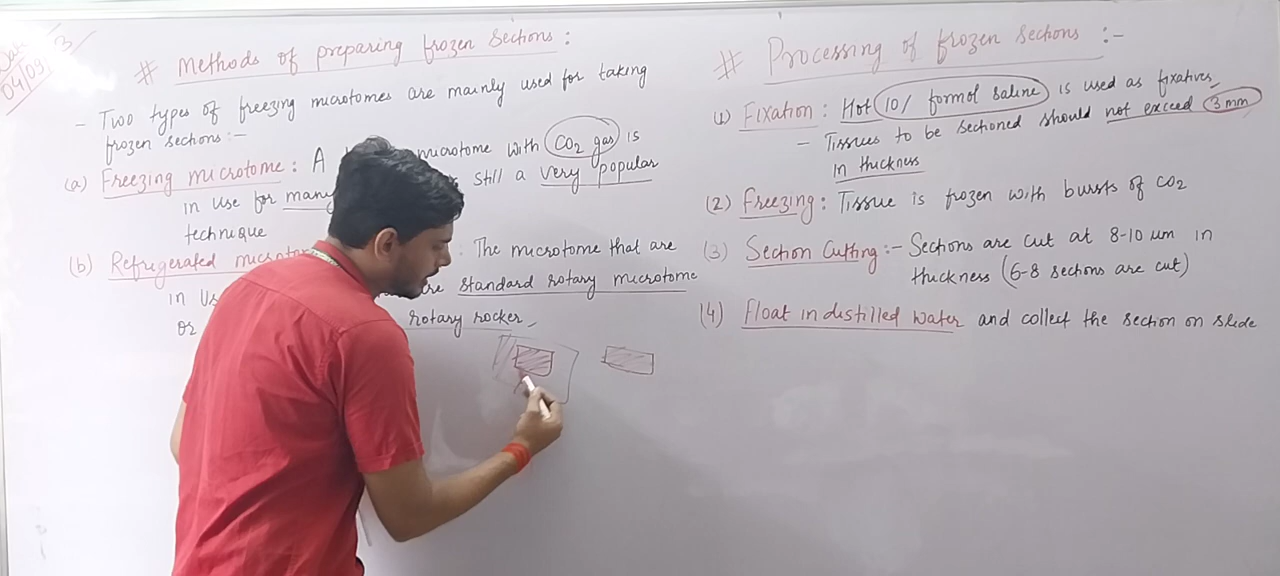 04/09
3
# Methods of preparing frozen sections :
- Two types of freezing microtomes are mainly used for taking
frozen sections :-
(a) Freezing microtome : A microtome with CO2 gas is
in use for many still a very popular
technique
(b) Refrigerated The microtome that are
in standard rotary microtome
or rotary rocker
# Processing of frozen sections :-
(1) Fixation : Hot 10/ formol saline is used as fixatives
- Tissues to be sectioned should not exceed 3 mm
in thickness
(2) Freezing : Tissue is frozen with bursts of CO2
(3) Section Cutting :- Sections are cut at 8-10 um in
thickness (6-8 sections are cut)
(4) Float in distilled water and collect the section on slide